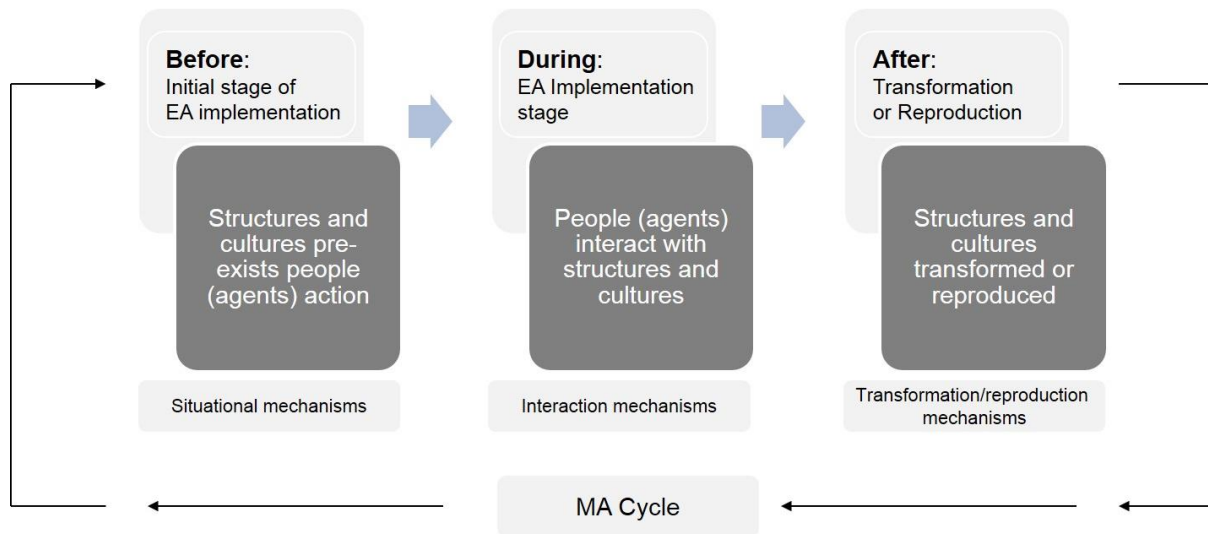 Before:
Initial stage of
EA implementation
Structures and
cultures pre-
exists people
(agents) action
Situational mechanisms
During:
EA Implementation
stage
People (agents)
interact with
structures and
cultures
Interaction mechanisms
After:
Transformation
or Reproduction
Structures and
cultures
transformed or
reproduced
Transformation/reproduction
mechanisms
MA Cycle